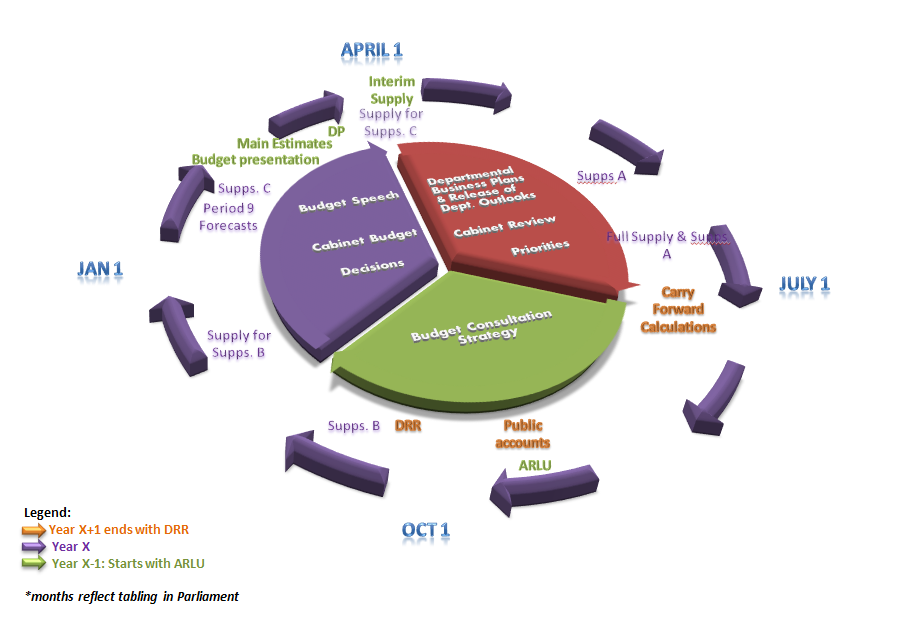 APRIL 1
Interim
Supply
Supply for
Supps. C
DP
Main Estimates
Budget presentation
Supps. C
Period 9
Forecasts
JAN 1
Supply for
Supps. B
Budget Speech
Cabinet Budget
Decisions
Departmental
Business Plans
& Release of
Dept. Outlooks
Cabinet Review
Priorities
Supps A
Full Supply & Supps
A
JULY 1
Carry
Forward
Calculations
Budget Consultation
Strategy
Supps. B
DRR
Public
accounts
ARLU
OCT 1
Legend:
Year X+1 ends with DRR
Year X
Year X-1: Starts with ARLU
*months reflect tabling in Parliament